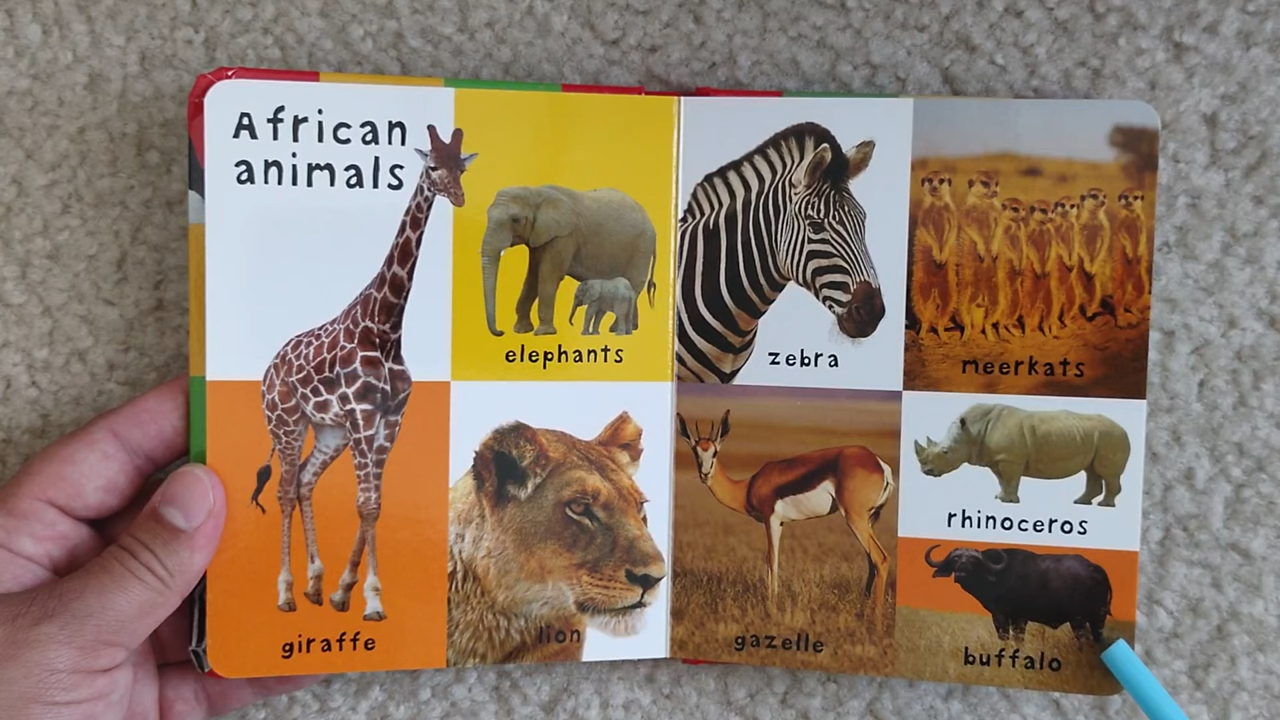 African
animals
giraffe
elephants
lion
zebra
meerkats
gazelle
rhinoceros
buffalo